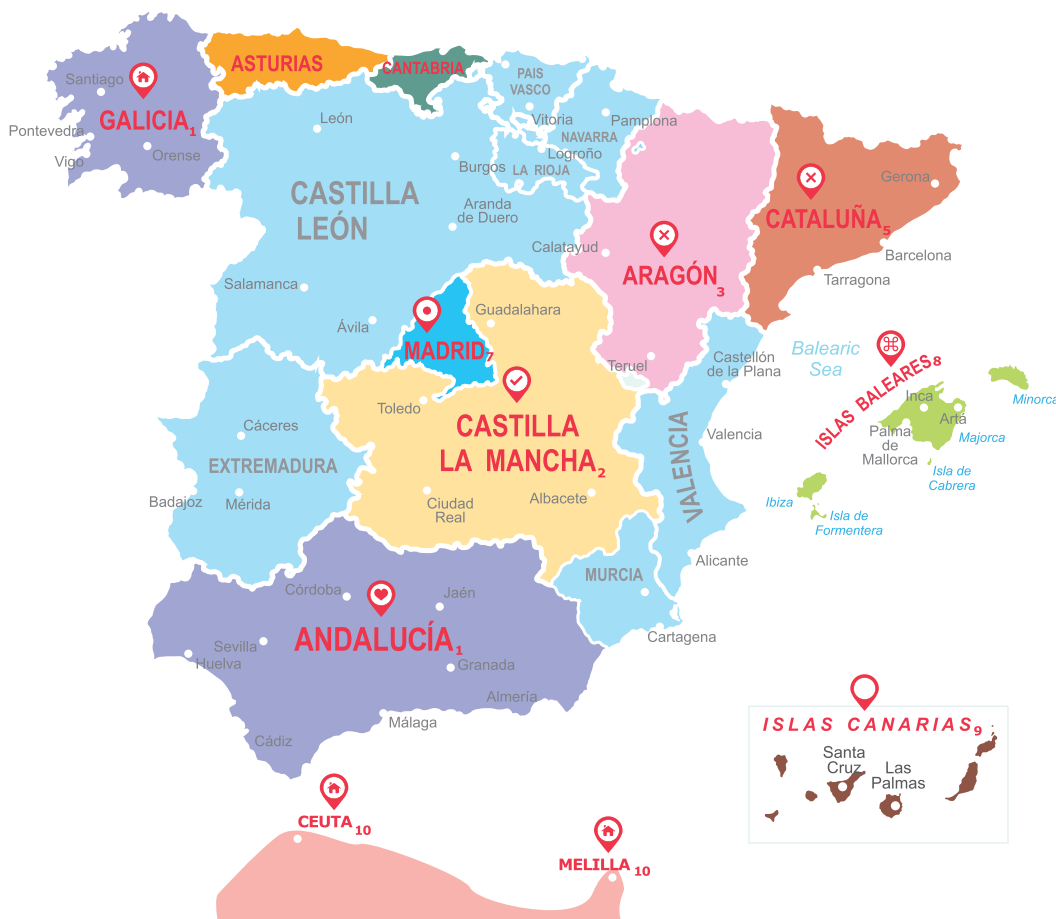 ASTURIAS
CANTABRIA
Santiago
GALICIA1
Pontevedra
Vigo
Orense
León
PAIS
VASCO
Vitoria
Pamplona
NAVARRA
Logroño
LA RIOJA
Burgos
CASTILLA
LEÓN
Aranda
de Duero
Calatayud
Gerona
CATALUÑA5
Barcelona
Tarragona
ARAGÓN3
Salamanca
Ávila
Guadalahara
MADRID7
Teruel
Castellón
de la Plana
Balearic
Sea
ISLAS BALEARES8
Inca
Artá
Minorca
Palma
de
Mallorca
Majorca
Isla de
Cabrera
Ibiza
Isla de
Formentera
Toledo
CASTILLA
LA MANCHA2
Cáceres
EXTREMADURA
Badajoz
Mérida
Ciudad
Real
Albacete
VALENCIA
Valencia
Alicante
MURCIA
Cartagena
Córdoba
Jaén
ANDALUCÍA1
Sevilla
Huelva
Granada
Almería
Málaga
Cádiz
ISLAS CANARIAS9
Santa
Cruz
Las
Palmas
CEUTA10
MELILLA10